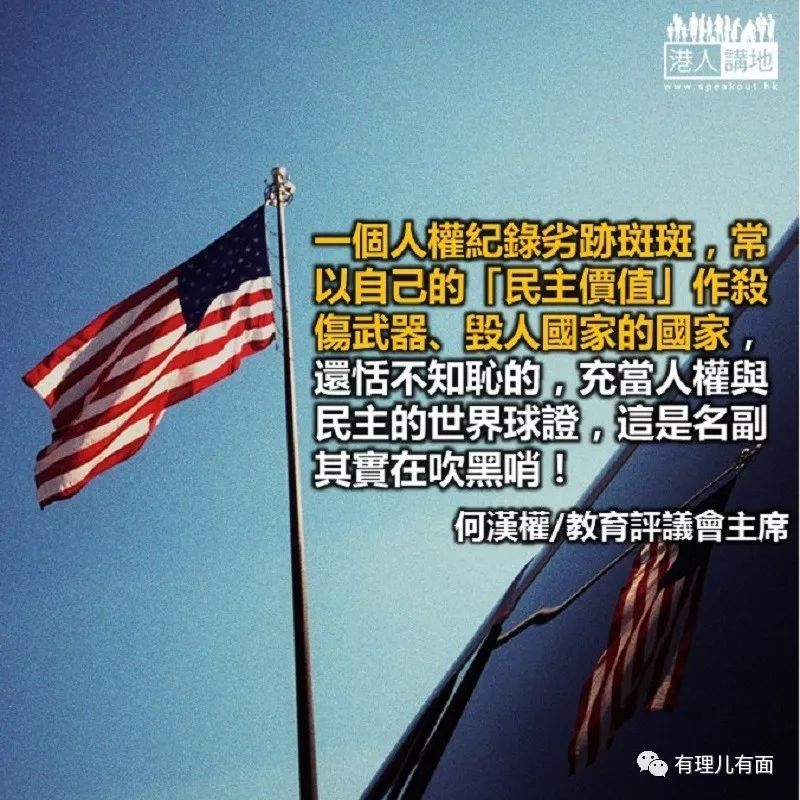 港人講地
www.speakout.hk
一個人權紀錄劣跡斑斑，常
以自己的「民主價值」作殺
傷武器、毀人國家的國家，
還恬不知恥的，充當人權與
民主的世界球證，這是名副
其實在吹黑哨！
何漢權/教育評議會主席
有理儿有面